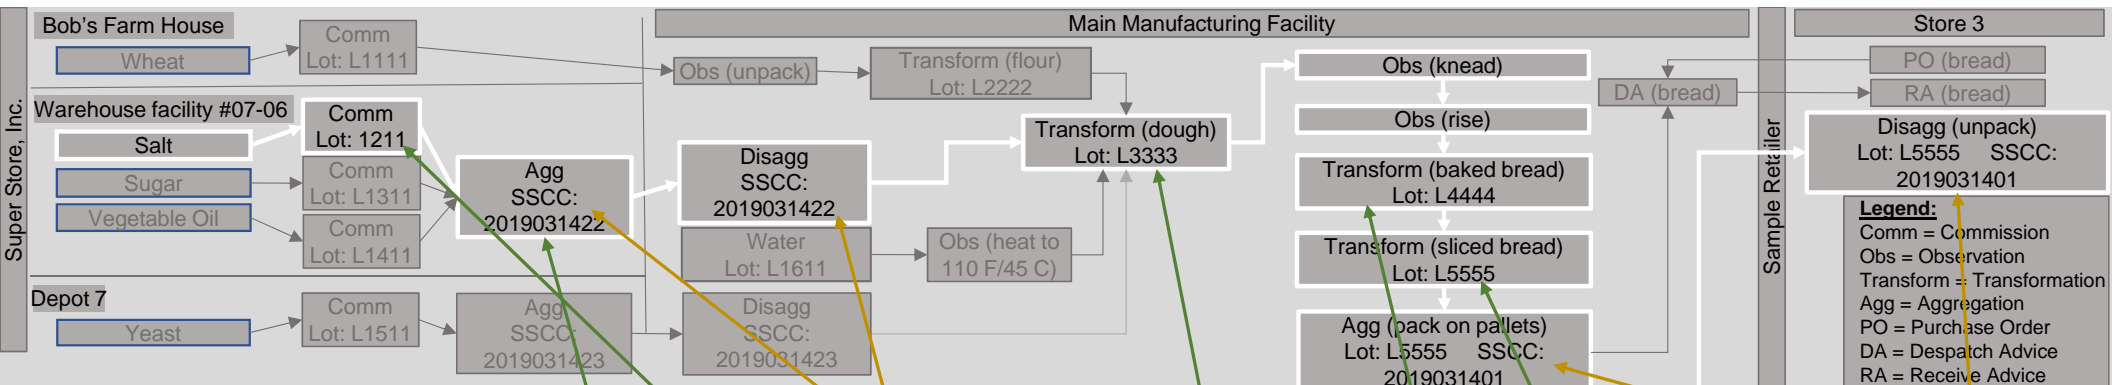 Super Store, Inc.
Bob's Farm House
Wheat
Comm
Lot: L1111
Warehouse facility #07-06
Salt
Sugar
Vegetable Oil
Comm
Lot: 1211
Comm
Lot: L1311
Comm
Lot: L1411
Agg
SSCC:
2019031422
Depot 7
Yeast
Comm
Lot: L1511
Agg
SSCC:
2019031423
Main Manufacturing Facility
Obs (unpack)
Transform (flour)
Lot: L2222
Disagg
SSCC:
2019031422
Water
Lot: L1611
Obs (heat to
110 F/45 C)
Disagg
SSCC:
2019031423
Transform (dough)
Lot: L3333
Obs (knead)
Obs (rise)
Transform (baked bread)
Lot: L4444
Transform (sliced bread)
Lot: L5555
Agg (pack on pallets)
Lot: L5555 SSCC:
2019031401
DA (bread)
Sample Retailer
Store 3
PO (bread)
RA (bread)
Disagg (unpack)
Lot: L5555 SSCC:
2019031401
Legend:
Comm = Commission
Obs = Observation
Transform = Transformation
Agg = Aggregation
PO = Purchase Order
DA = Despatch Advice
RA = Receive Advice